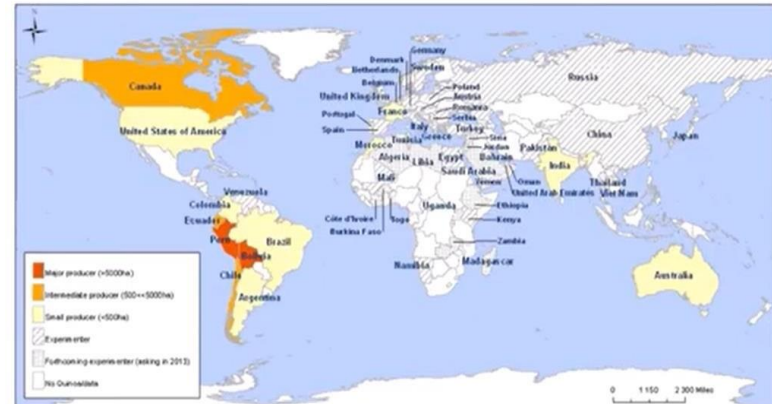 Germany
Denmark
Netherlands
Sweden
Belgium
Canada
Russia
United Kingdom
Poland
Austria
Romania
France
Serbia
Portugal
Italy
Greece
Turkey
Spain
Tunisia
Syria
China
Japan
United States of America
Morocco
Jordan
Pakistan
Algeria
Libia
Egypt
Bahrain
India
Saudi Arabia
Oman
Mali
Yemen
United Arab Emirates
Thailand
Viet Nam
Venezuela
Colombia
Uganda
Ethiopia
Ecuador
Côte d'Ivoire
Togo
Kenya
Burkina Faso
Peru
Brazil
Zambia
Bolivia
Namibia
Madagascar
Chile
Australia
Argentina
Major producer (>5000ha)
Intermediate producer (500<<5000ha)
Small producer (<500ha)
Experimenter
Forthcoming experimenter (asking in 2013)
No Quinoa/data
0 1 150 2 300 Miles